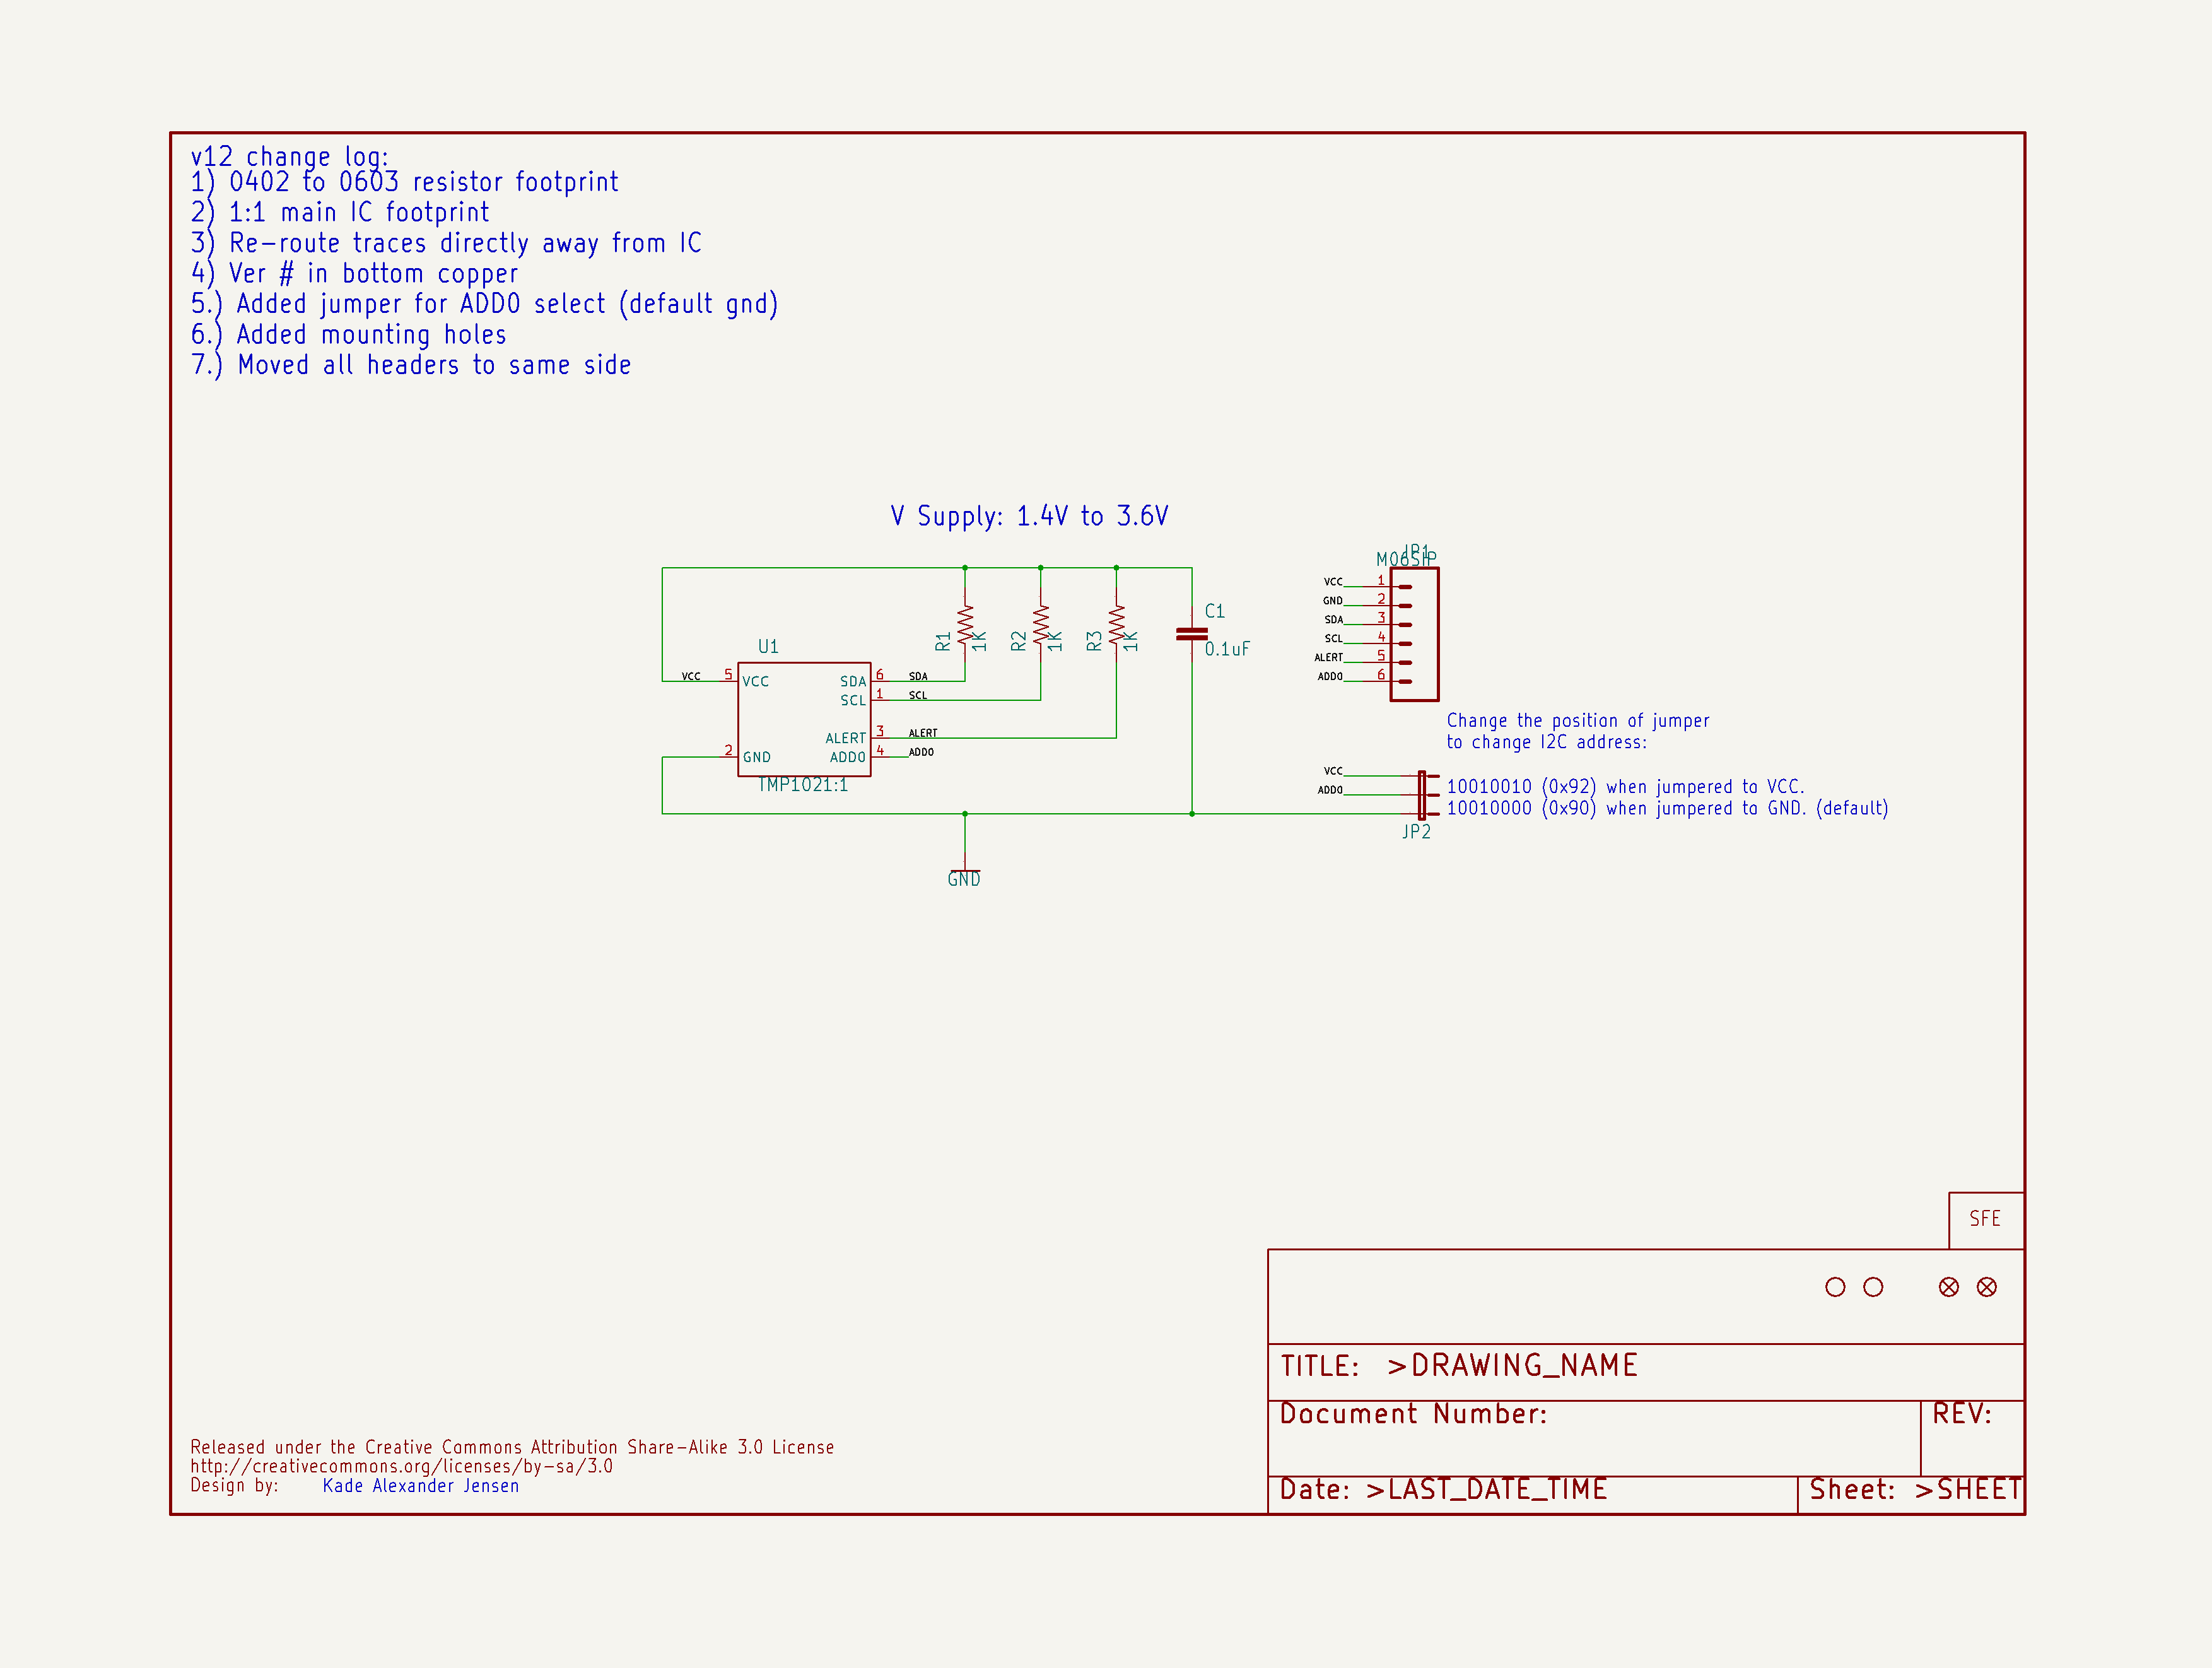 v12 change log:
1) 0402 to 0603 resistor footprint
2) 1:1 main IC footprint
3) Re-route traces directly away from IC
4) Ver # in bottom copper
5.) Added jumper for ADD0 select (default gnd)
6.) Added mounting holes
7.) Moved all headers to same side
V Supply: 1.4V to 3.6V
R1
1K
R2
1K
R3
1K
C1
0.1uF
U1
VCC
5
VCC
SDA
6
SDA
SCL
1
SCL
ALERT
3
ALERT
2
GND
ADD0
4
ADD0
TMP1021:1
GND
JP1
M06SIP
VCC
1
GND
2
SDA
3
SCL
4
ALERT
5
ADD0
6
Change the position of jumper
to change I2C address:
VCC
ADD0
10010010 (0x92) when jumpered to VCC.
10010000 (0x90) when jumpered to GND. (default)
JP2
SFE
TITLE: >DRAWING_NAME
Document Number:
REV:
Date: >LAST_DATE_TIME
Sheet: >SHEET
Released under the Creative Commons Attribution Share-Alike 3.0 License
http://creativecommons.org/licenses/by-sa/3.0
Design by: Kade Alexander Jensen